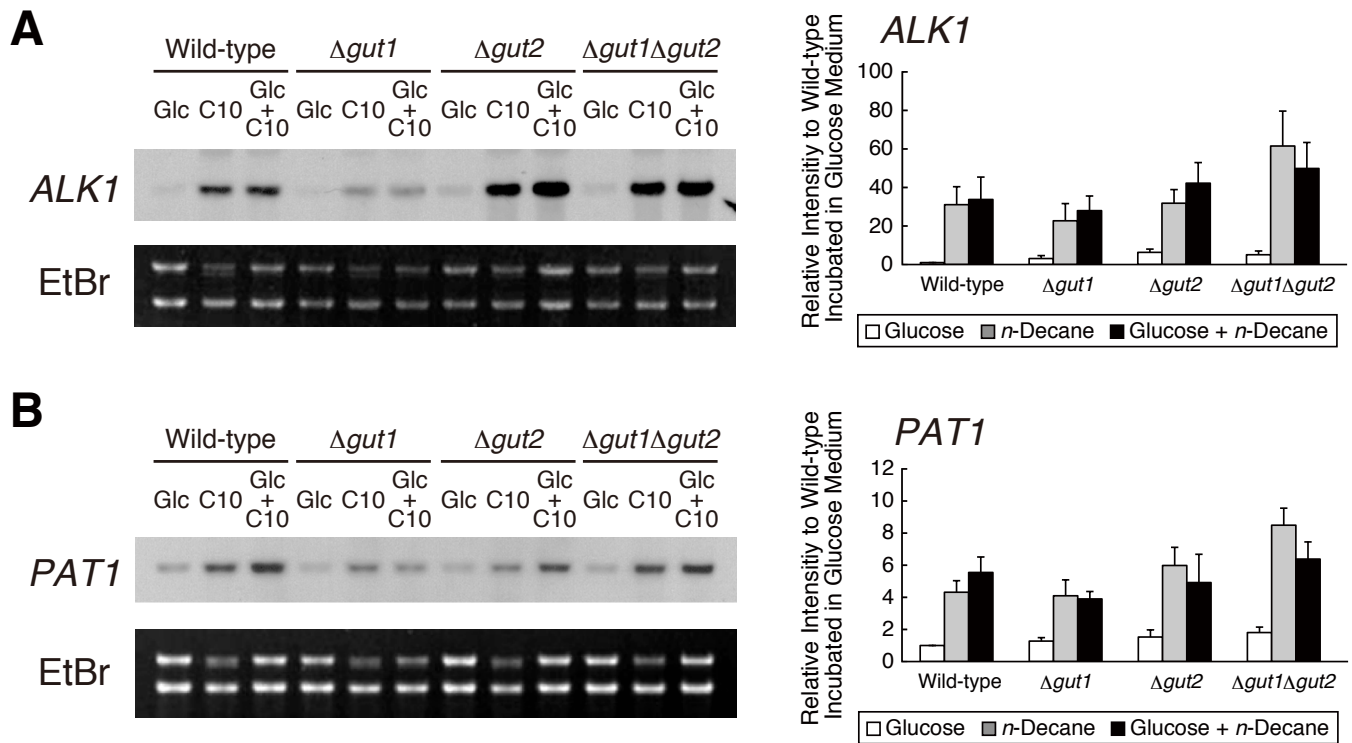 A
Wild-type Δgut1 Δgut2 Δgut1Δgut2
Glc C10 Glc + C10 Glc C10 Glc + C10 Glc C10 Glc + C10 Glc C10 Glc + C10
ALK1
EtBr
ALK1
Relative Intensitiy to Wild-type
Incubated in Glucose Medium
100
80
60
40
20
0
Wild-type Δgut1 Δgut2 Δgut1Δgut2
Glucose n-Decane Glucose + n-Decane
B
Wild-type Δgut1 Δgut2 Δgut1Δgut2
Glc C10 Glc + C10 Glc C10 Glc + C10 Glc C10 Glc + C10 Glc C10 Glc + C10
PAT1
EtBr
PAT1
Relative Intensitiy to Wild-type
Incubated in Glucose Medium
12
10
8
6
4
2
0
Wild-type Δgut1 Δgut2 Δgut1Δgut2
Glucose n-Decane Glucose + n-Decane